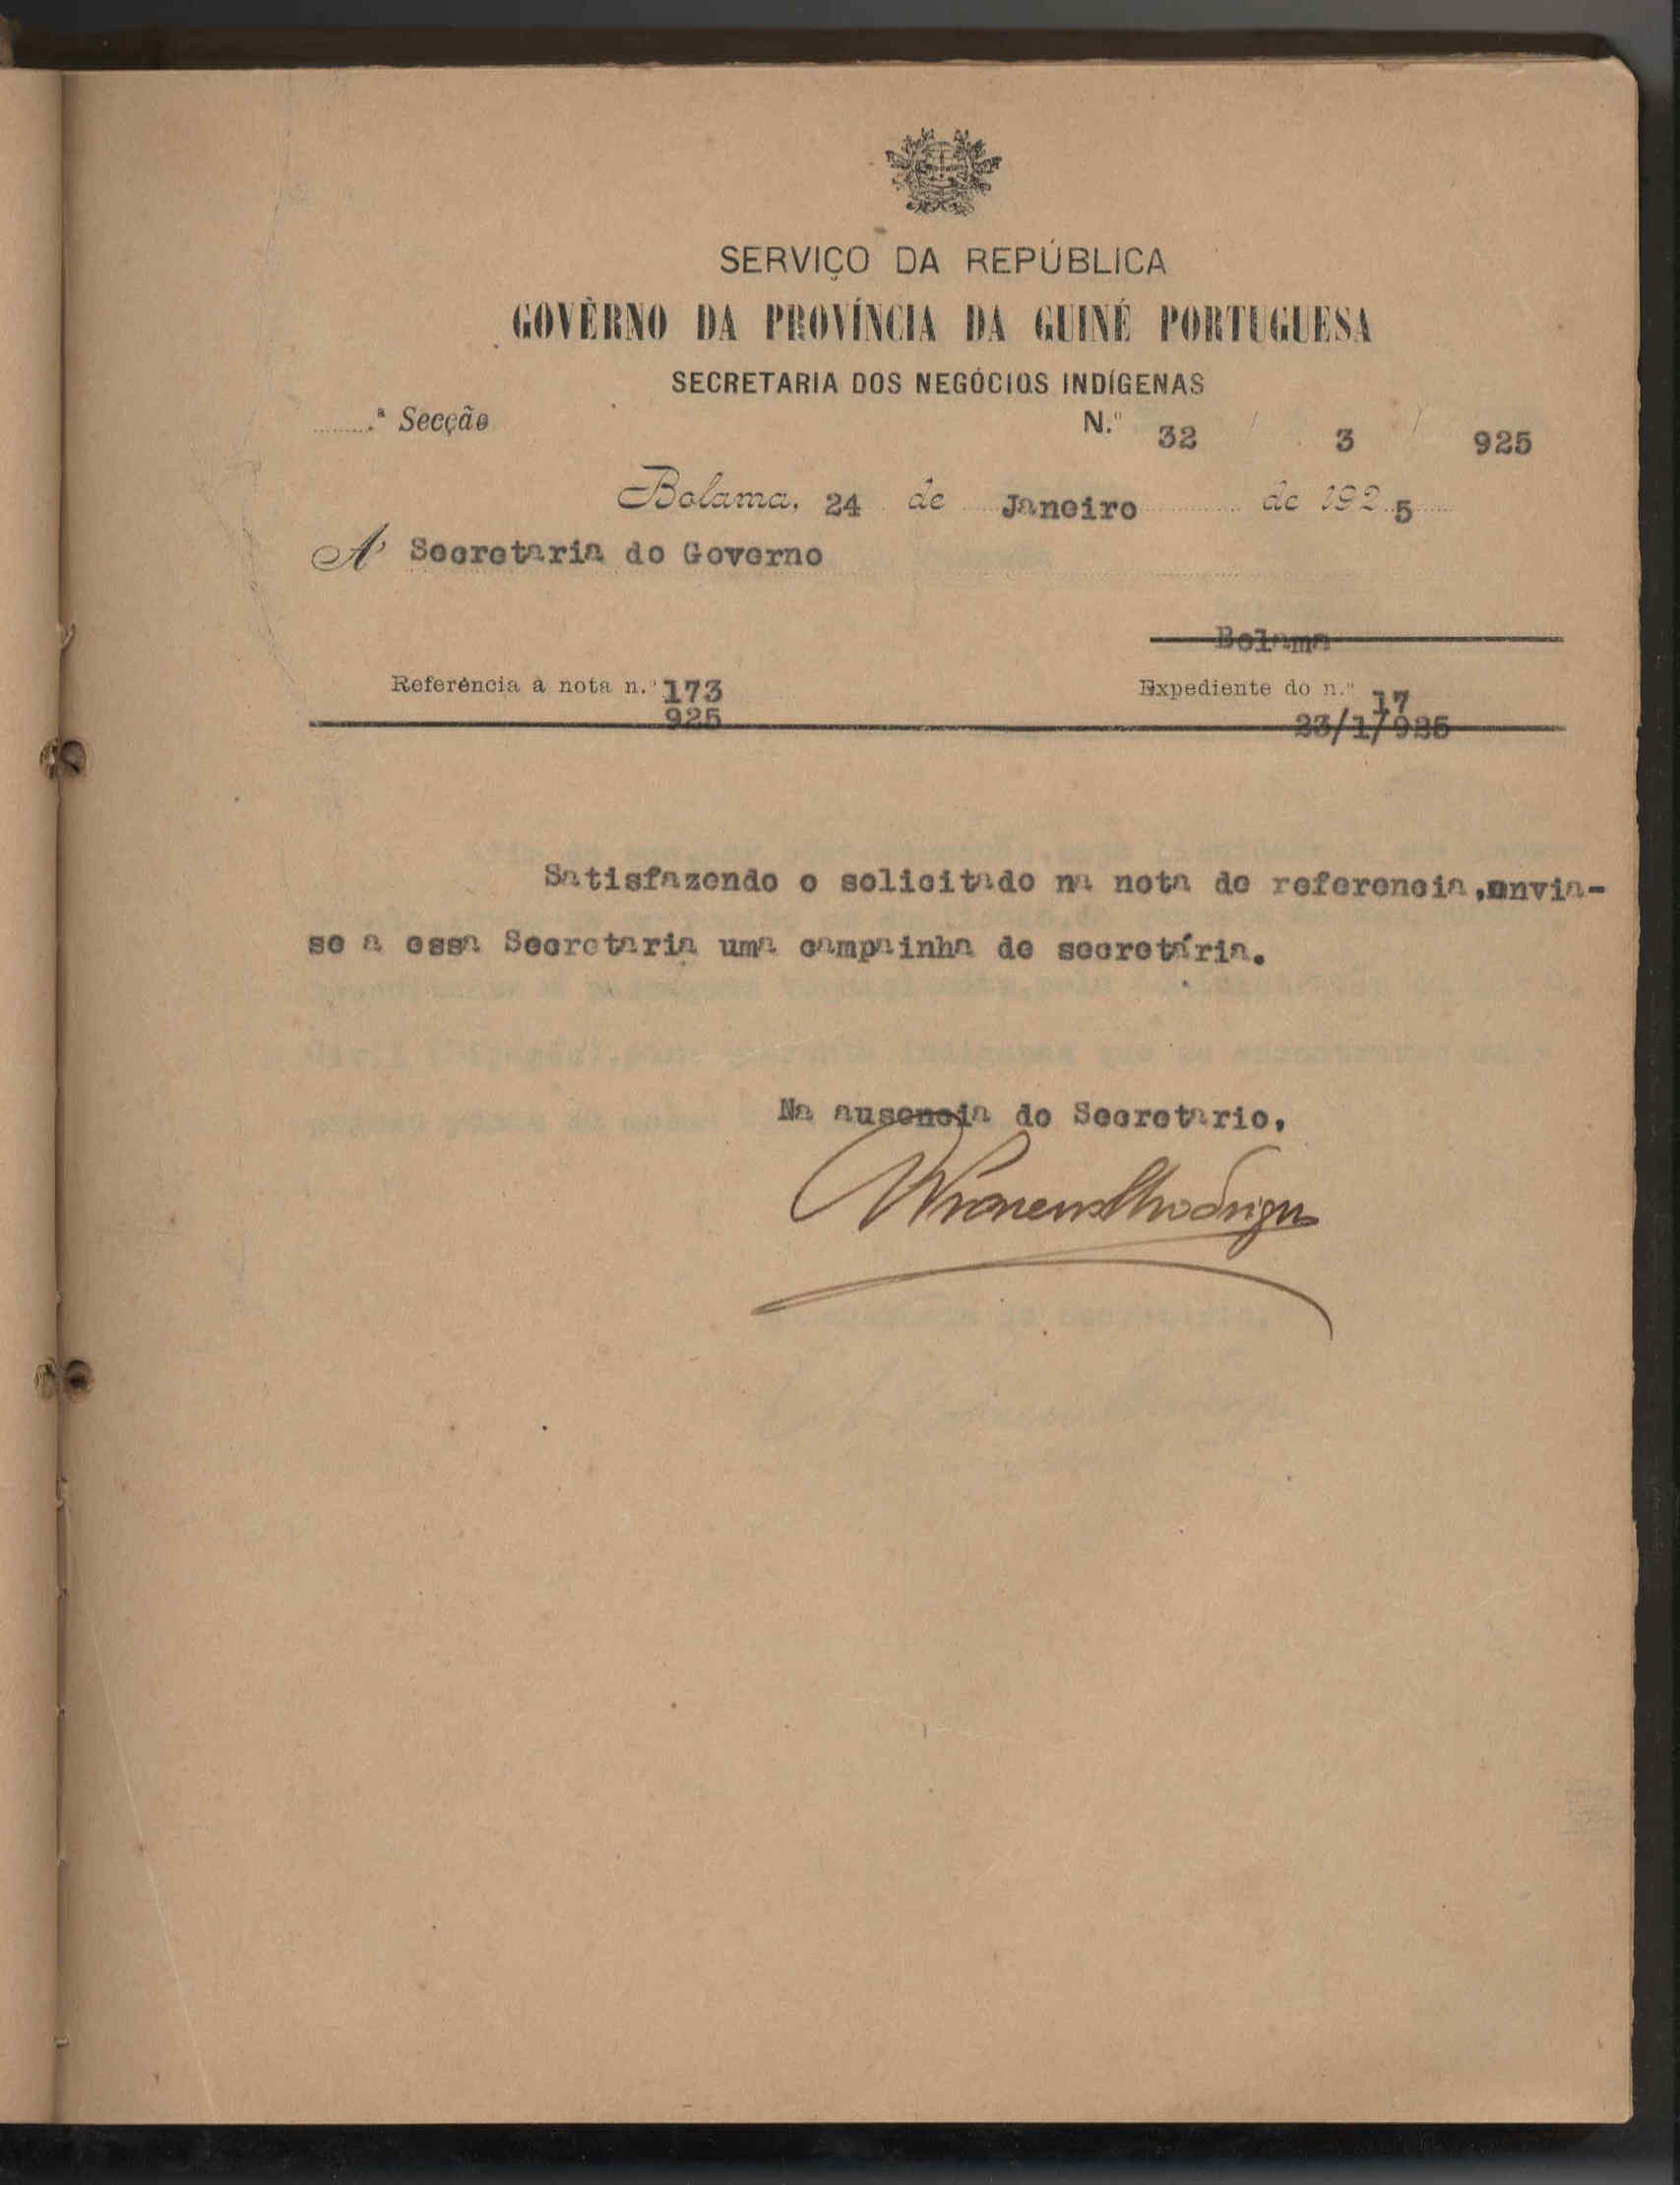 SERVIÇO DA REPÚBLICA
GOVÊRNO DA PROVÍNCIA DA GUINÉ PORTUGUESA
SECRETARIA DOS NEGÓCIOS INDÍGENAS
.ª Secção N.º 32 / 3 / 925
Bolama, 24 de Janeiro de 1925
A' Secretaria do Governo
Bolama
Referência à nota n.º 173 Expediente do n.º 17
925 23/1/925
Satisfazendo o solicitado na nota de referencia,envia-
se a essa Secretaria uma campainha de secretária.
Na ausencia do Secretario,